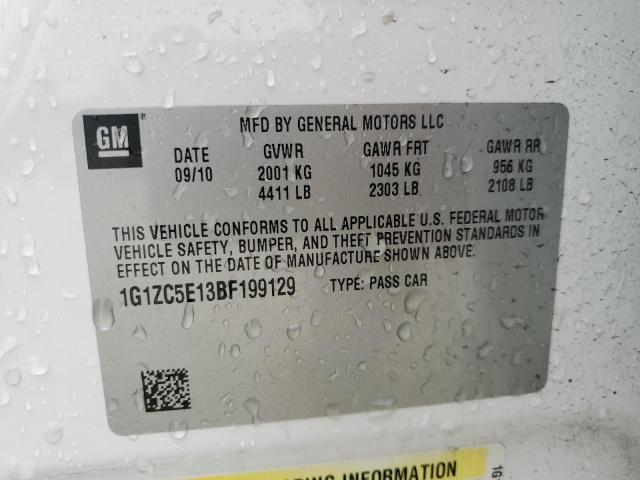 GM ®
MFD BY GENERAL MOTORS LLC
DATE GVWR GAWR FRT GAWR RR
09/10 2001 KG 1045 KG 956 KG
4411 LB 2303 LB 2108 LB
THIS VEHICLE CONFORMS TO ALL APPLICABLE U.S. FEDERAL MOTOR
VEHICLE SAFETY, BUMPER, AND THEFT PREVENTION STANDARDS IN
EFFECT ON THE DATE OF MANUFACTURE SHOWN ABOVE.
1G1ZC5E13BF199129 TYPE: PASS CAR
INFORMATION
1G